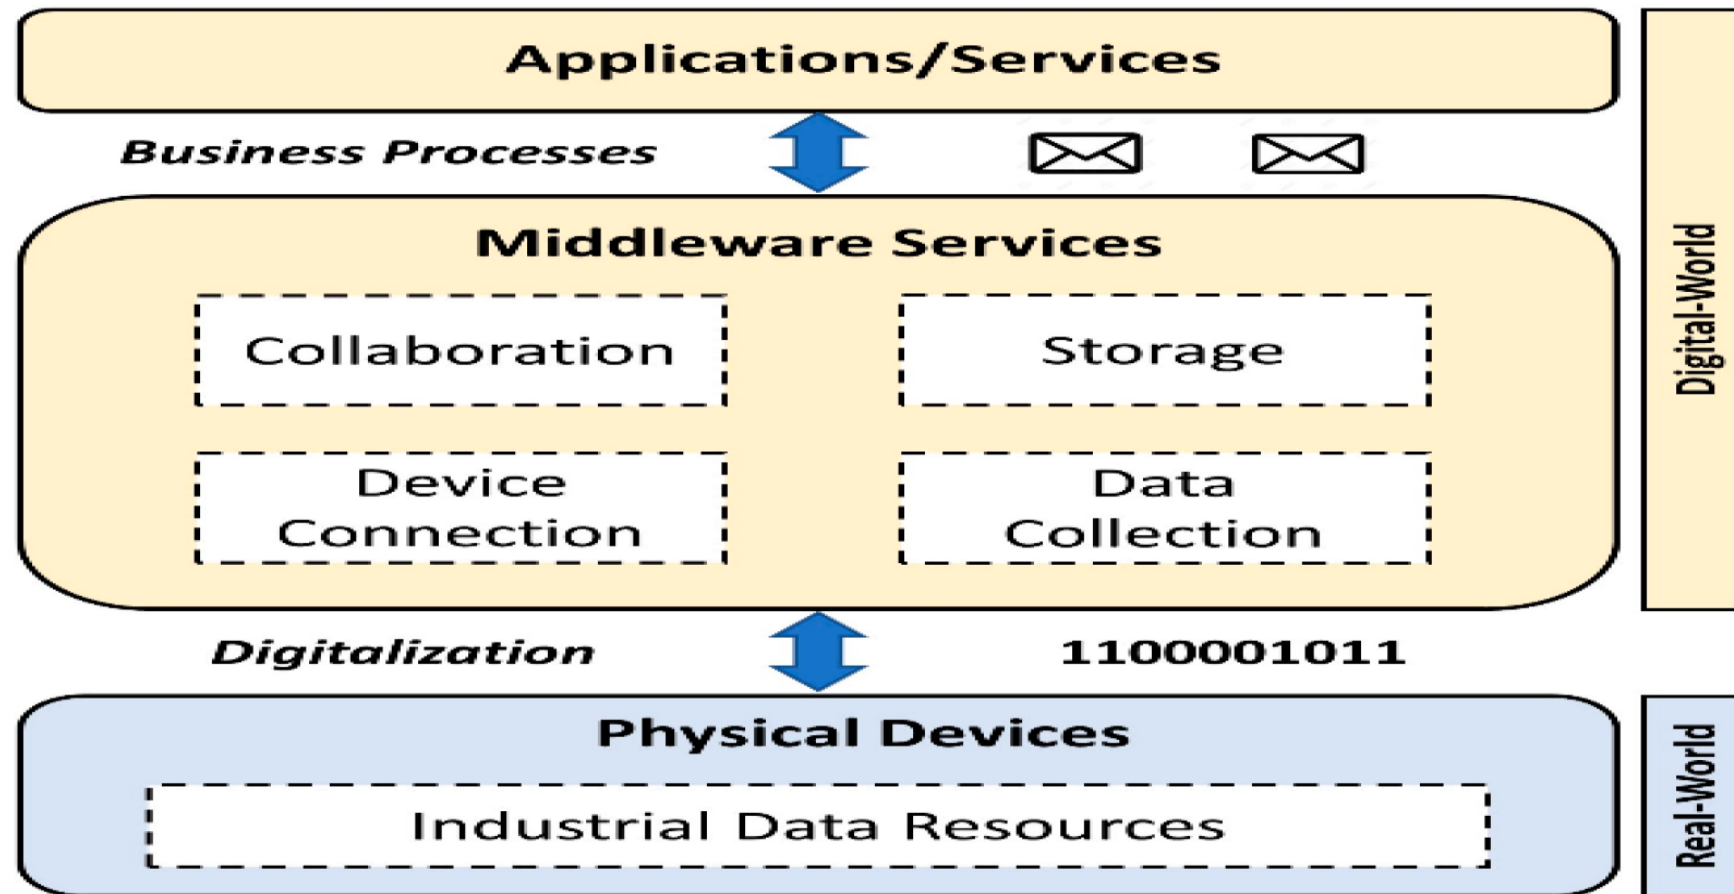 Applications/Services
Business Processes
Middleware Services
Collaboration
Storage
Device
Connection
Data
Collection
Digitalization
1100001011
Physical Devices
Industrial Data Resources
Digital-World
Real-World